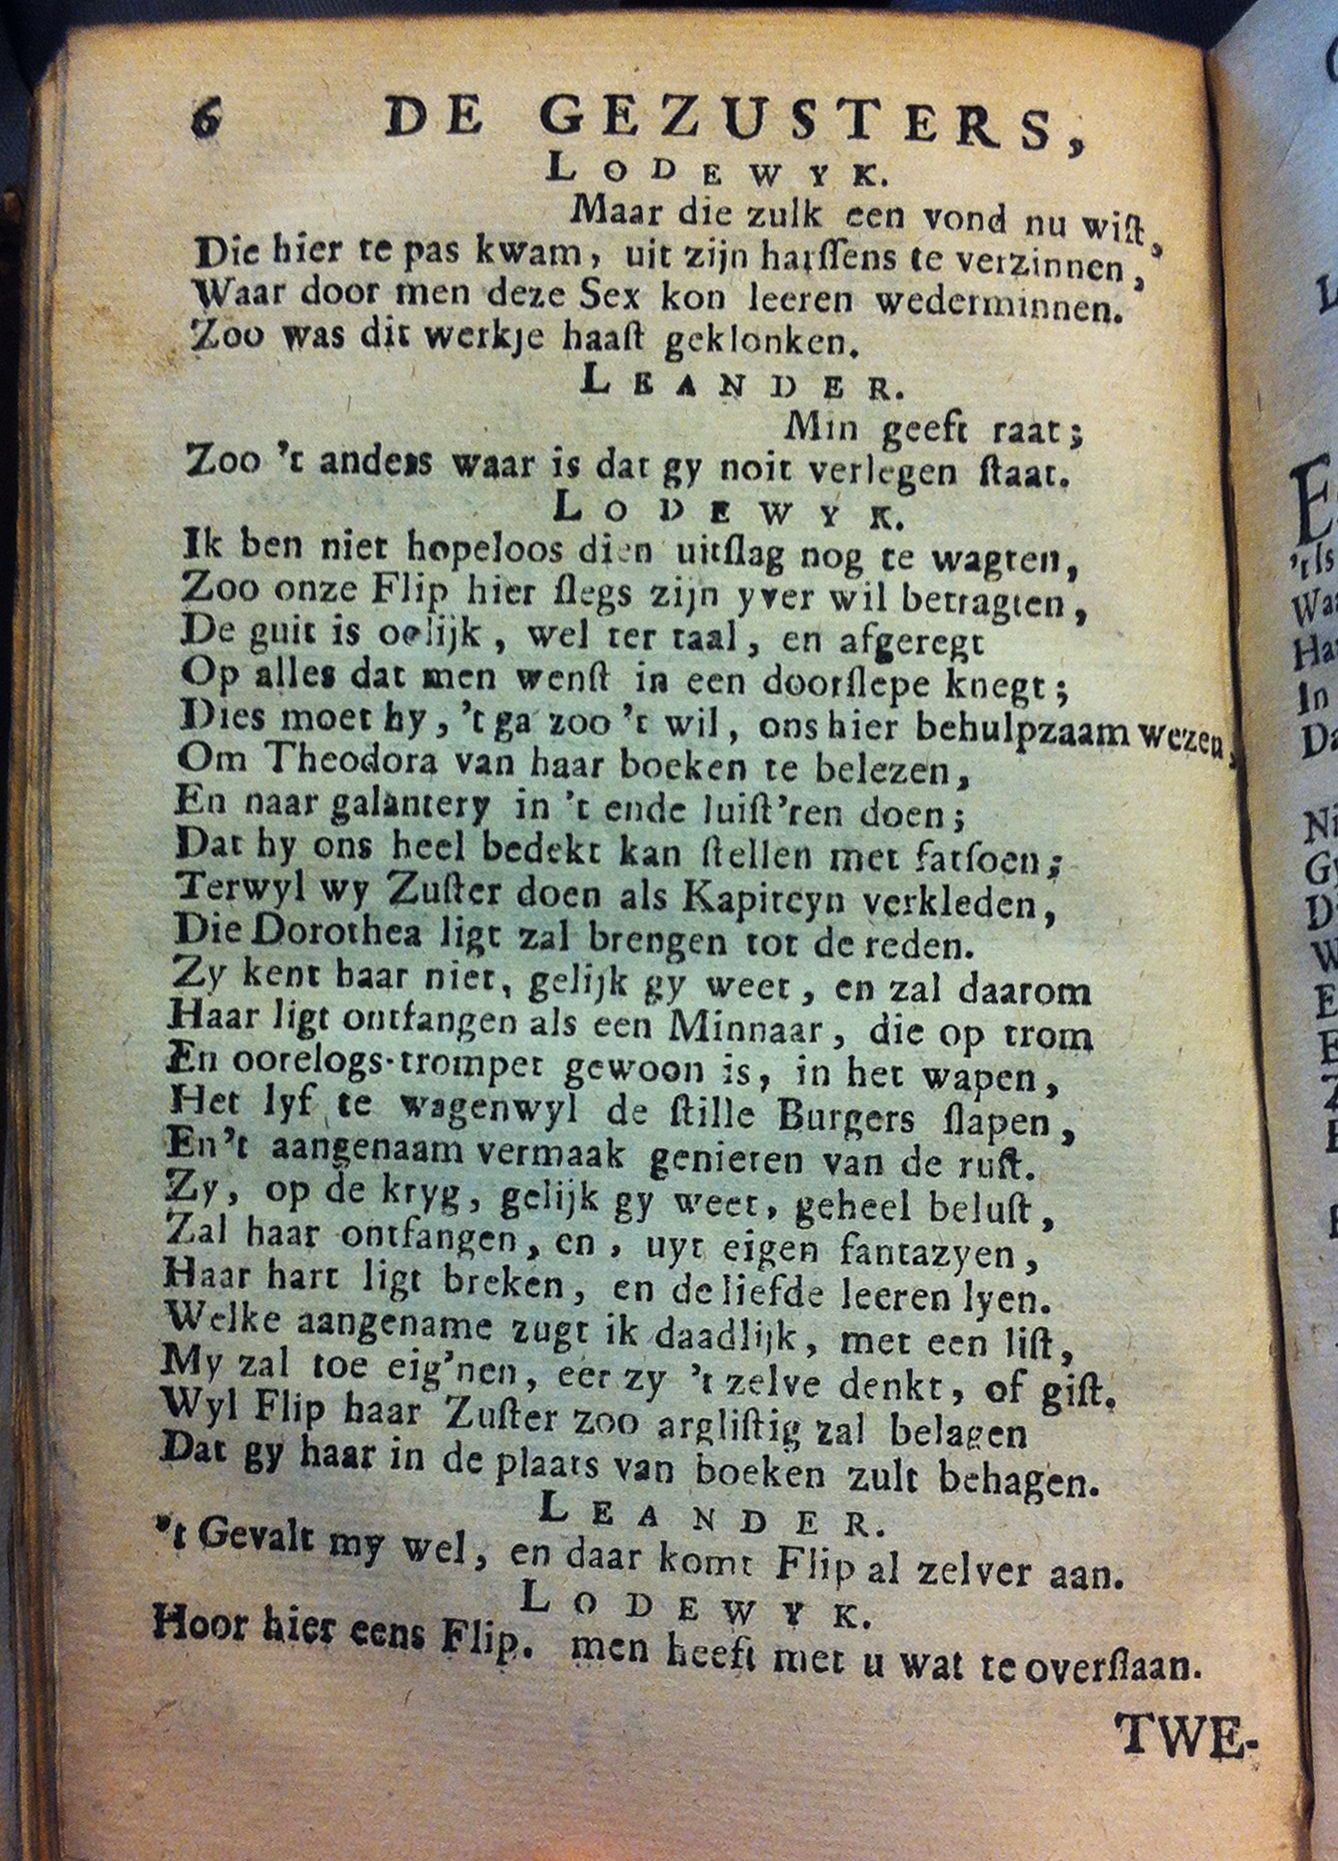 6 DE GEZUSTERS,
LODEWYK.
Maar die zulk een vond nu wiſt,
Die hier te pas kwam, uit zijn harſſens te verzinnen,
Waar door men deze Sex kon leeren wederminnen.
Zoo was dit werkje haaſt geklonken.
LEANDER.
Min geeft raat;
Zoo 't anders waar is dat gy noit verlegen ſtaat.
LODEWYK.
Ik ben niet hopeloos dien uitſlag nog te wagten,
Zoo onze Flip hier ſlegs zijn yver wil betragten,
De guit is oolijk, wel ter taal, en afgeregt
Op alles dat men wenſt in een doorſlepe knegt;
Dies moet hy, 't ga zoo 't wil, ons hier behulpzaam wezen,
Om Theodora van haar boeken te belezen,
En naar galantery in 't ende luiſt'ren doen;
Dat hy ons heel bedekt kan ſtellen met fatſoen;
Terwyl wy Zuſter doen als Kapiteyn verkleden,
Die Dorothea ligt zal brengen tot de reden.
Zy kent haar niet, gelijk gy weet, en zal daarom
Haar ligt ontfangen als een Minnaar, die op trom
En oorelogs-trompet gewoon is, in het wapen,
Het lyf te wagen wyl de ſtille Burgers ſlapen,
En 't aangenaam vermaak genieten van de ruſt.
Zy, op de kryg, gelijk gy weet, geheel beluſt,
Zal haar ontfangen, en, uyt eigen fantazyen,
Haar hart ligt breken, en de liefde leeren lyen.
Welke aangename zugt ik daadlijk, met een liſt,
My zal toe eig'nen, eer zy 't zelve denkt, of giſt.
Wyl Flip haar Zuſter zoo argliſtig zal belagen
Dat gy haar in de plaats van boeken zult behagen.
LEANDER.
't Gevalt my wel, en daar komt Flip al zelver aan.
LODEWYK.
Hoor hier eens Flip. men heeft met u wat te overſlaan.
TWE-